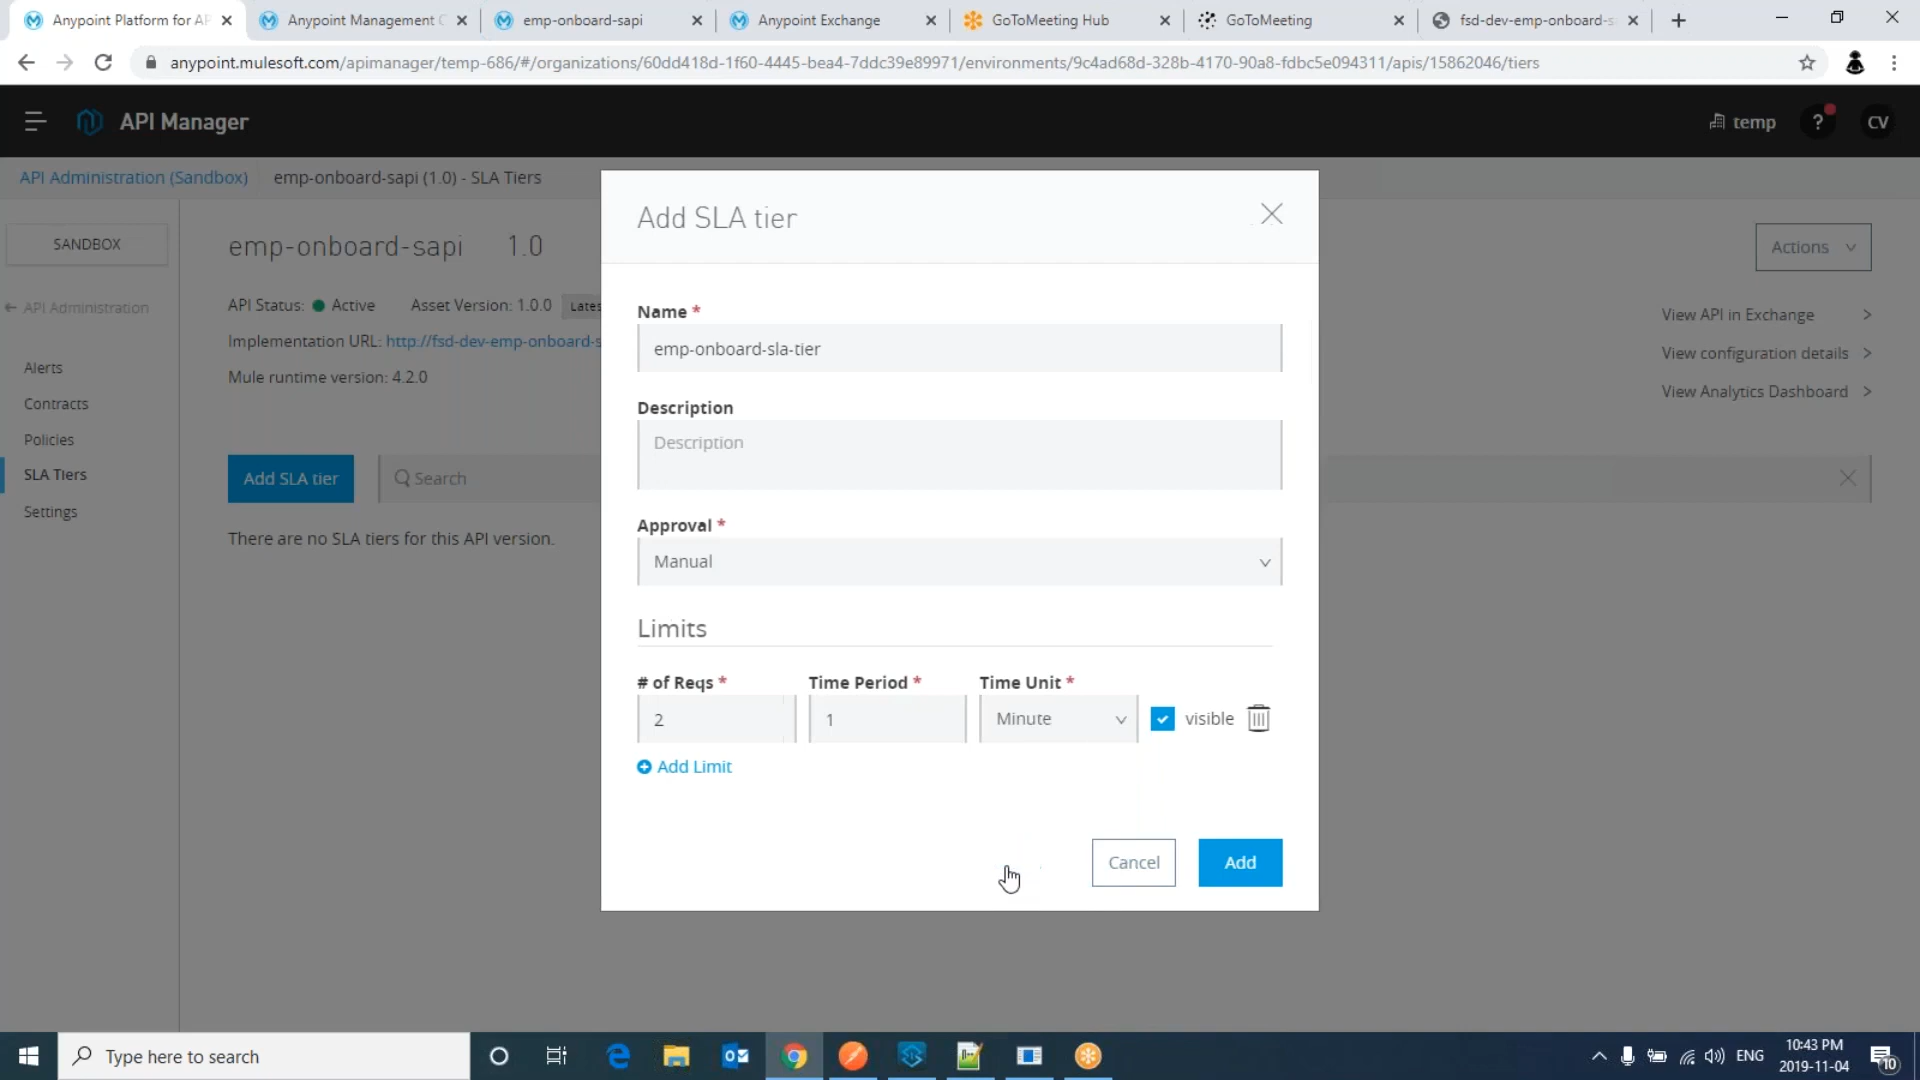 Anypoint Platform for AP
Anypoint Management C
emp-onboard-sapi
Anypoint Exchange
GoToMeeting Hub
GoToMeeting
fsd-dev-emp-onboard-s
anypoint.mulesoft.com/apimanager/temp-686/#/organizations/60dd418d-1f60-4445-bea4-7ddc39e89971/environments/9c4ad68d-328b-4170-90a8-fdbc5e094311/apis/15862046/tiers
API Manager
temp
?
CV
API Administration (Sandbox)
emp-onboard-sapi (1.0) - SLA Tiers
SANDBOX
API Administration
Alerts
Contracts
Policies
SLA Tiers
Settings
emp-onboard-sapi 1.0
Actions
API Status: Active Asset Version: 1.0.0 Lates
Implementation URL: http://fsd-dev-emp-onboard-s
Mule runtime version: 4.2.0
View API in Exchange >
View configuration details >
View Analytics Dashboard >
Add SLA tier
Search
There are no SLA tiers for this API version.
Add SLA tier
Name *
emp-onboard-sla-tier
Description
Description
Approval *
Manual
Limits
# of Reqs * Time Period * Time Unit *
2 1 Minute visible
Add Limit
Cancel
Add
Type here to search
ENG
10:43 PM
2019-11-04
10